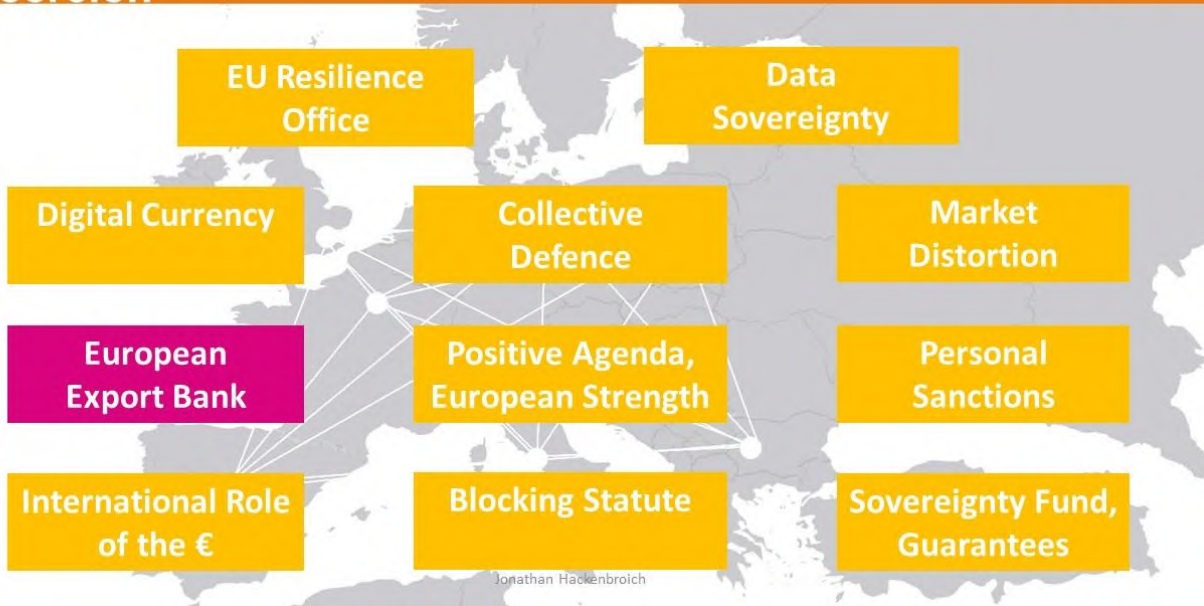 EU Resilience
Office
Data
Sovereignty
Digital Currency
Collective
Defence
Market
Distortion
European
Export Bank
Positive Agenda,
European Strength
Personal
Sanctions
International Role
of the €
Blocking Statute
Sovereignty Fund,
Guarantees
Jonathan Hackenbroich